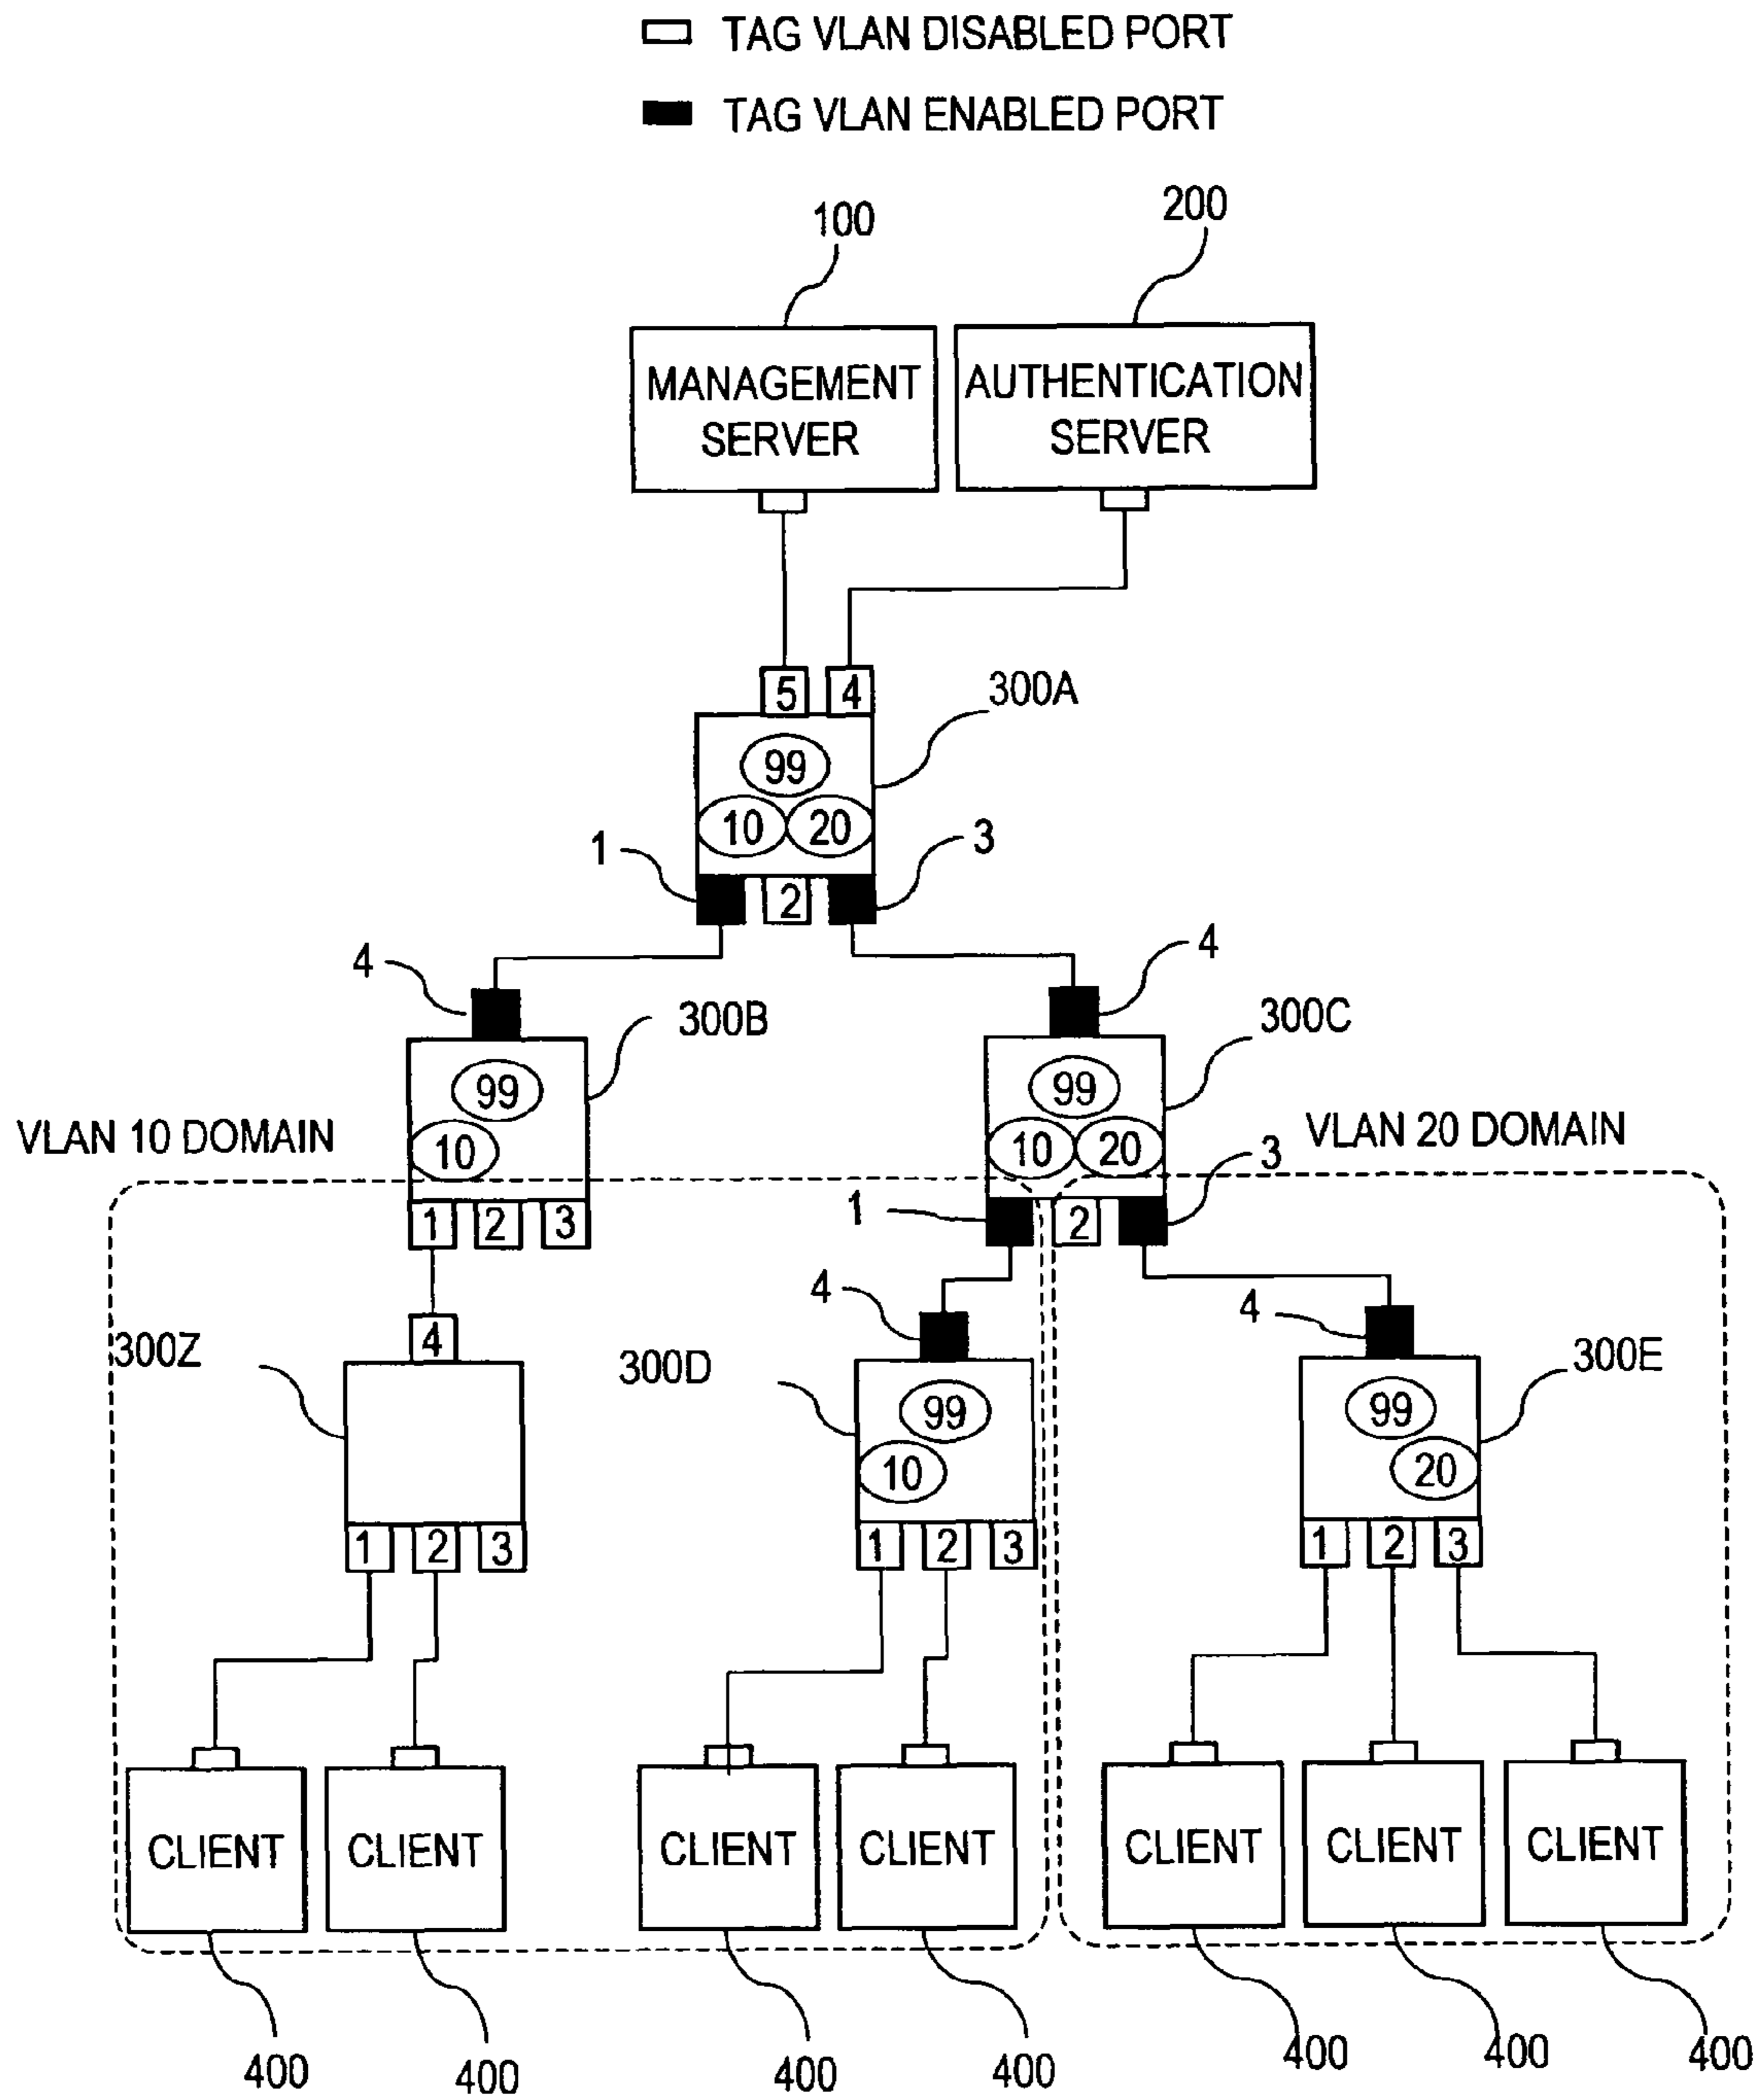 TAG VLAN DISABLED PORT
TAG VLAN ENABLED PORT
100
200
MANAGEMENT
SERVER
AUTHENTICATION
SERVER
5
4
300A
99
10
20
1
3
2
4
4
300B
300C
99
99
VLAN 10 DOMAIN
VLAN 20 DOMAIN
10
10
20
3
1
2
3
1
2
4
4
4
300Z
300D
300E
99
99
10
20
1
2
3
1
2
3
1
2
3
CLIENT
CLIENT
CLIENT
CLIENT
CLIENT
CLIENT
CLIENT
400
400
400
400
400
400
400